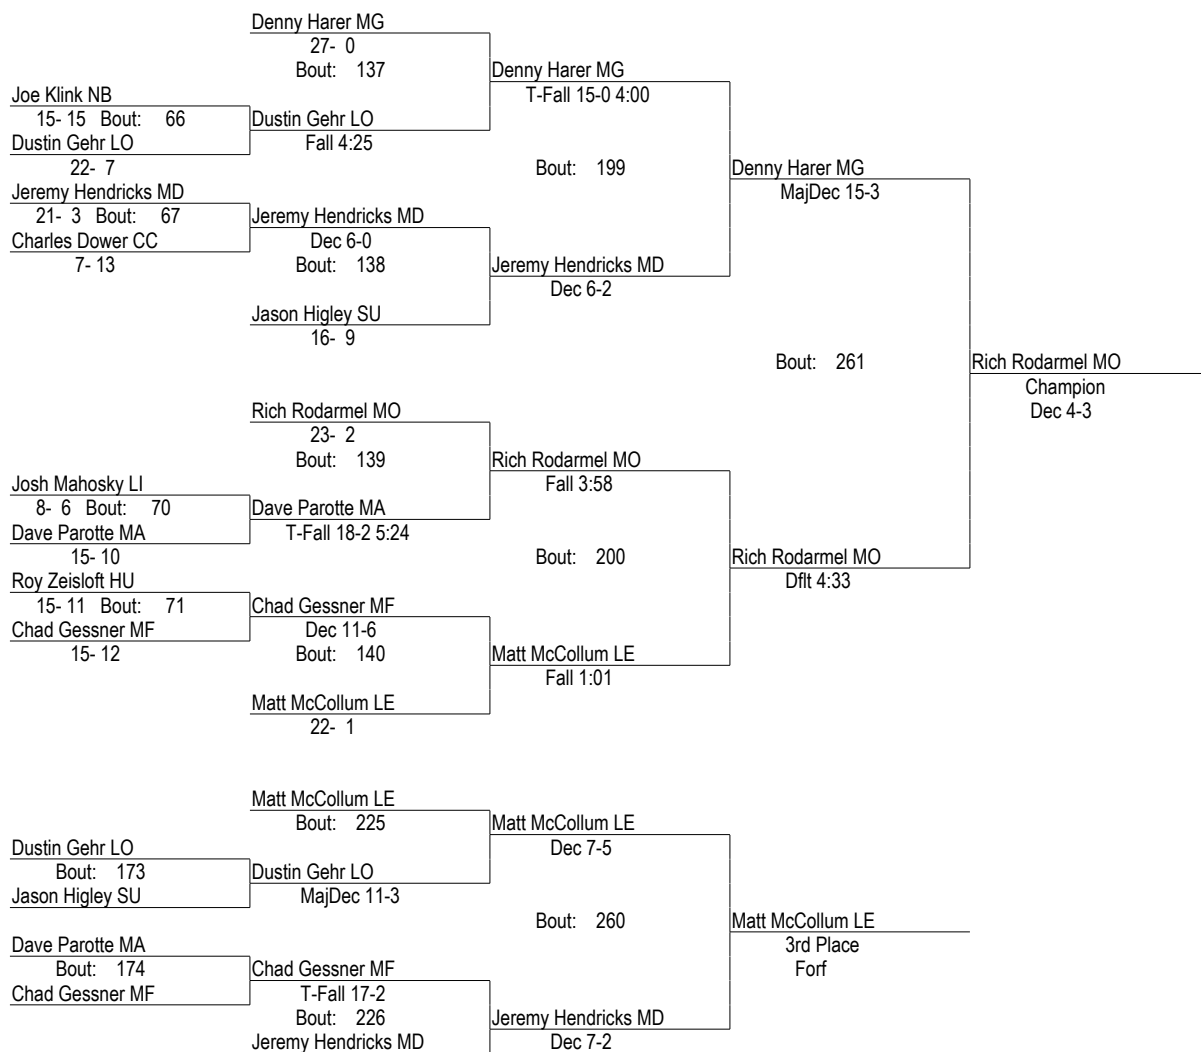 Denny Harer MG
27- 0
Bout: 137
Denny Harer MG
T-Fall 15-0 4:00
Joe Klink NB
15- 15 Bout: 66
Dustin Gehr LO
Fall 4:25
Dustin Gehr LO
22- 7
Bout: 199
Denny Harer MG
MajDec 15-3
Jeremy Hendricks MD
21- 3 Bout: 67
Jeremy Hendricks MD
Dec 6-0
Charles Dower CC
7- 13
Bout: 138
Jeremy Hendricks MD
Dec 6-2
Jason Higley SU
16- 9
Bout: 261
Rich Rodarmel MO
Champion
Dec 4-3
Rich Rodarmel MO
23- 2
Bout: 139
Rich Rodarmel MO
Fall 3:58
Josh Mahosky LI
8- 6 Bout: 70
Dave Parotte MA
T-Fall 18-2 5:24
Dave Parotte MA
15- 10
Bout: 200
Rich Rodarmel MO
Dflt 4:33
Roy Zeisloft HU
15- 11 Bout: 71
Chad Gessner MF
Dec 11-6
Chad Gessner MF
15- 12
Bout: 140
Matt McCollum LE
Fall 1:01
Matt McCollum LE
22- 1
Matt McCollum LE
Bout: 225
Matt McCollum LE
Dec 7-5
Dustin Gehr LO
Bout: 173
Dustin Gehr LO
MajDec 11-3
Jason Higley SU
Bout: 260
Matt McCollum LE
3rd Place
Forf
Dave Parotte MA
Bout: 174
Chad Gessner MF
T-Fall 17-2
Chad Gessner MF
Bout: 226
Jeremy Hendricks MD
Dec 7-2
Jeremy Hendricks MD